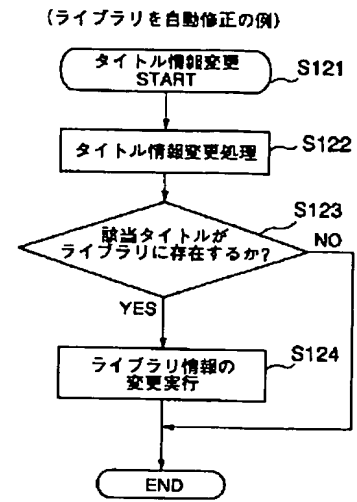 (ライブラリを自動修正の例)
タイトル情報変更
START
S121
タイトル情報変更処理
S122
S123
該当タイトルが
ライブラリに存在するか?
NO
YES
S124
ライブラリ情報の
変更実行
END